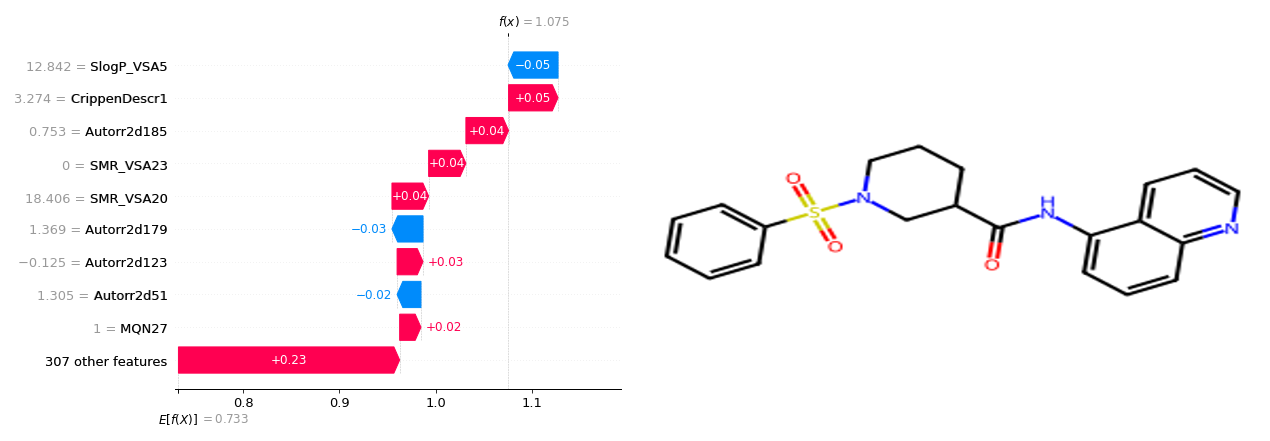 f(x) = 1.075
12.842 = SlogP_VSA5
−0.05
3.274 = CrippenDescr1
+0.05
0.753 = Autorr2d185
+0.04
0 = SMR_VSA23
+0.04
18.406 = SMR_VSA20
+0.04
1.369 = Autorr2d179
−0.03
−0.125 = Autorr2d123
+0.03
1.305 = Autorr2d51
−0.02
1 = MQN27
+0.02
307 other features
+0.23
0.8 0.9 1.0 1.1
E[f(X)] = 0.733
O
S
O
N
O
H
N
N